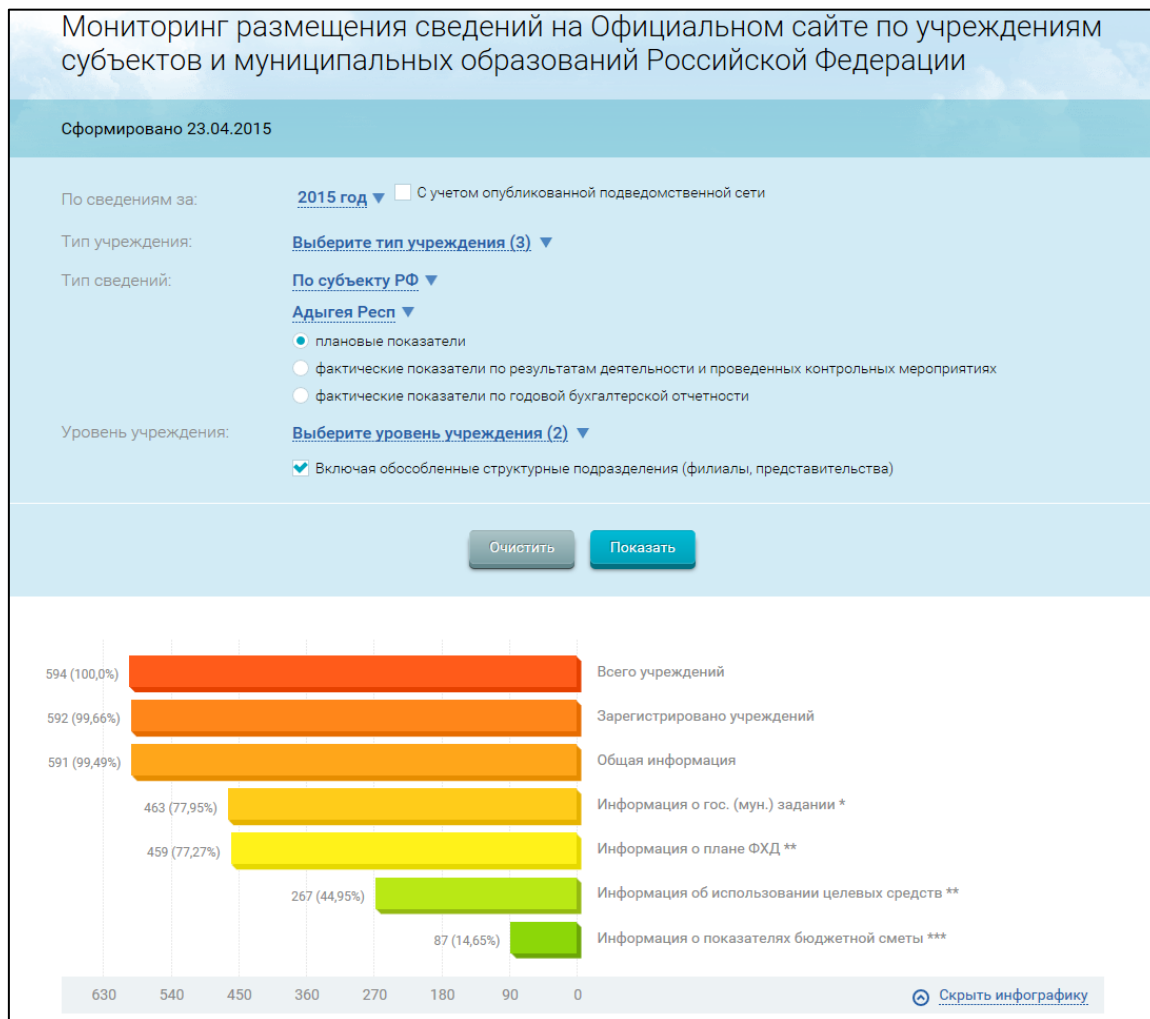 Мониторинг размещения сведений на Официальном сайте по учреждениям
субъектов и муниципальных образований Российской Федерации
Сформировано 23.04.2015
По сведениям за: 2015 год С учетом опубликованной подведомственной сети
Тип учреждения: Выберите тип учреждения (3)
Тип сведений: По субъекту РФ
Адыгея Респ
плановые показатели
фактические показатели по результатам деятельности и проведенных контрольных мероприятиях
фактические показатели по годовой бухгалтерской отчетности
Уровень учреждения: Выберите уровень учреждения (2)
Включая обособленные структурные подразделения (филиалы, представительства)
Очистить Показать
594 (100,0%) Всего учреждений
592 (99,66%) Зарегистрировано учреждений
591 (99,49%) Общая информация
463 (77,95%) Информация о гос. (мун.) задании *
459 (77,27%) Информация о плане ФХД **
267 (44,95%) Информация об использовании целевых средств **
87 (14,65%) Информация о показателях бюджетной сметы ***
630 540 450 360 270 180 90 0 Скрыть инфографику